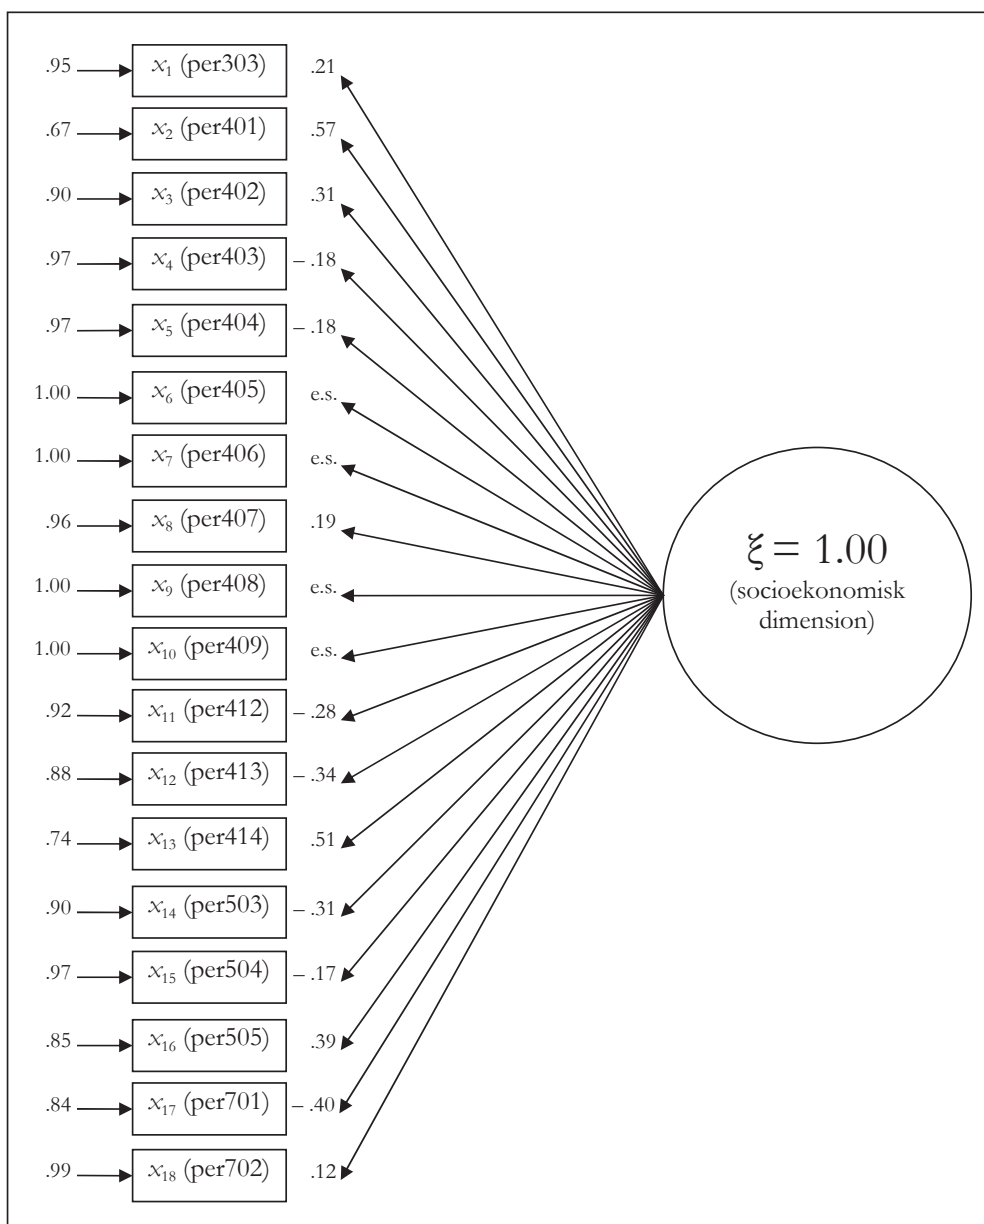 .95 x1 (per303) .21
.67 x2 (per401) .57
.90 x3 (per402) .31
.97 x4 (per403) – .18
.97 x5 (per404) – .18
1.00 x6 (per405) e.s.
1.00 x7 (per406) e.s.
.96 x8 (per407) .19
ξ = 1.00
(socioekonomisk
dimension)
1.00 x9 (per408) e.s.
1.00 x10 (per409) e.s.
.92 x11 (per412) – .28
.88 x12 (per413) – .34
.74 x13 (per414) .51
.90 x14 (per503) – .31
.97 x15 (per504) – .17
.85 x16 (per505) .39
.84 x17 (per701) – .40
.99 x18 (per702) .12